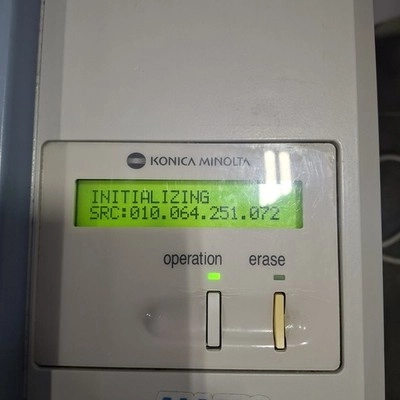 KONICA MINOLTA
INITIALIZING
SRC:010.064.251.072
operation erase